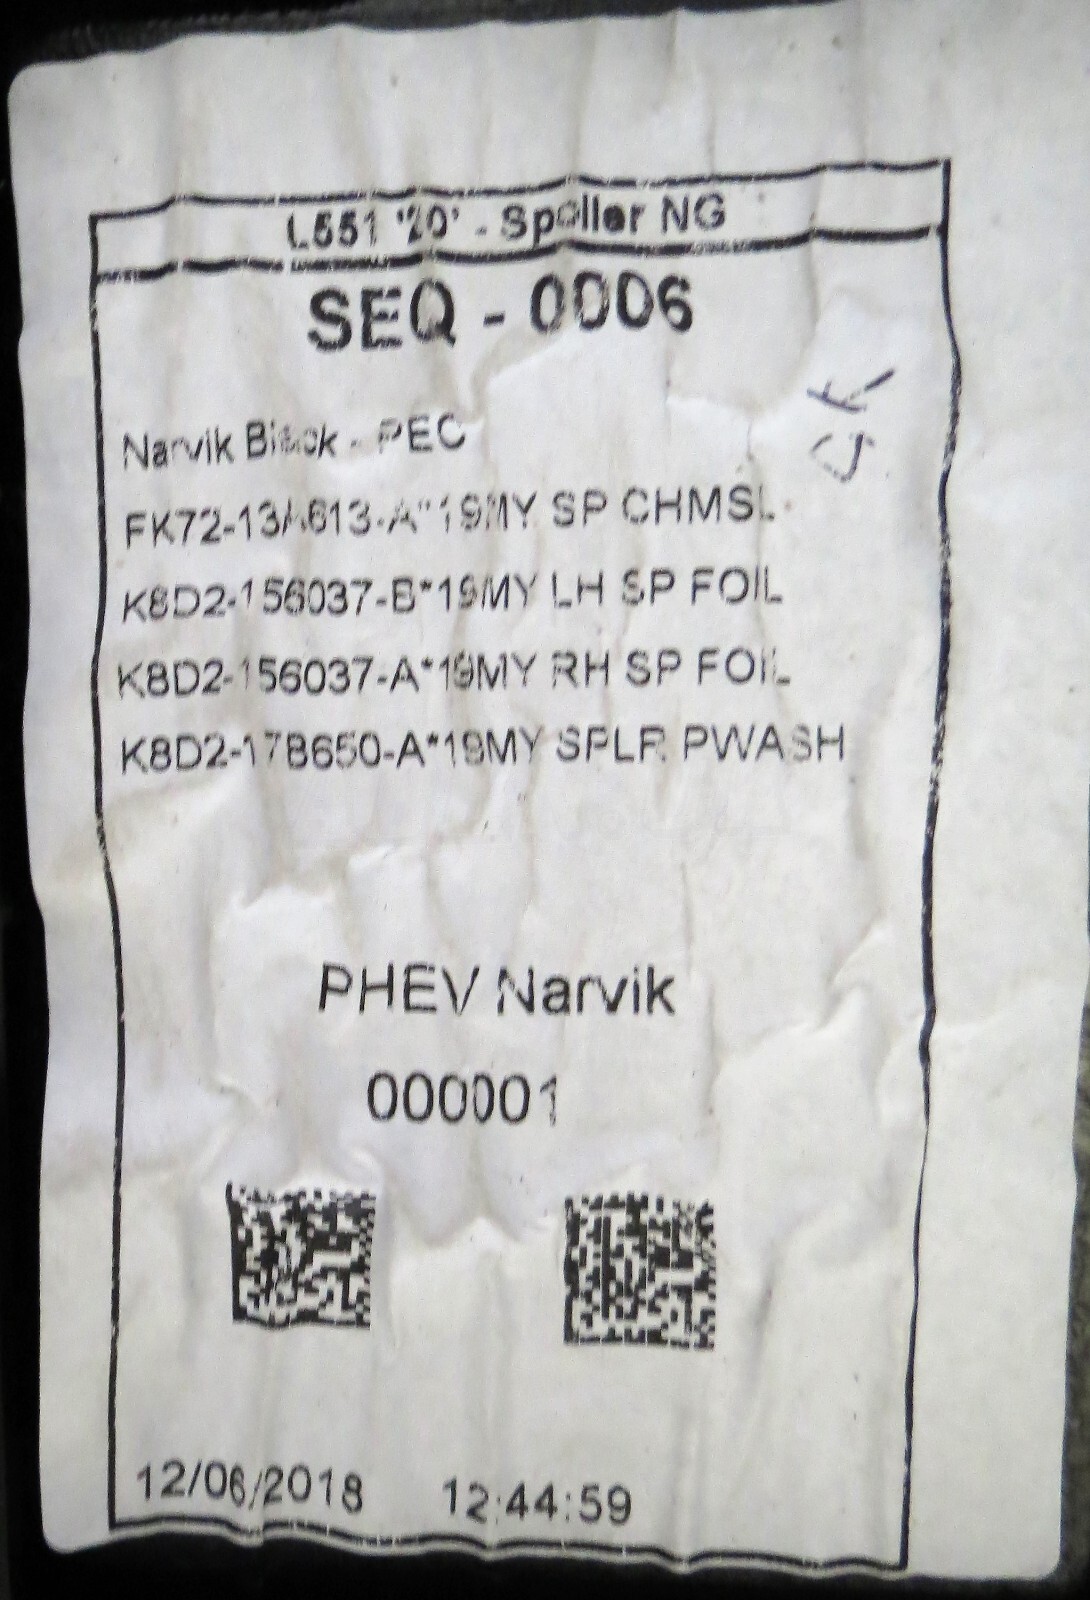 L551 '20' - Spoiler NG
SEQ - 0006
Narvik Black - PEC
FK72-13A613-A*19MY SP CHMSL
K8D2-156037-B*19MY LH SP FOIL
K8D2-156037-A*19MY RH SP FOIL
K8D2-17B650-A*19MY SPLR PWASH
PHEV Narvik
000001
12/06/2018 12:44:59